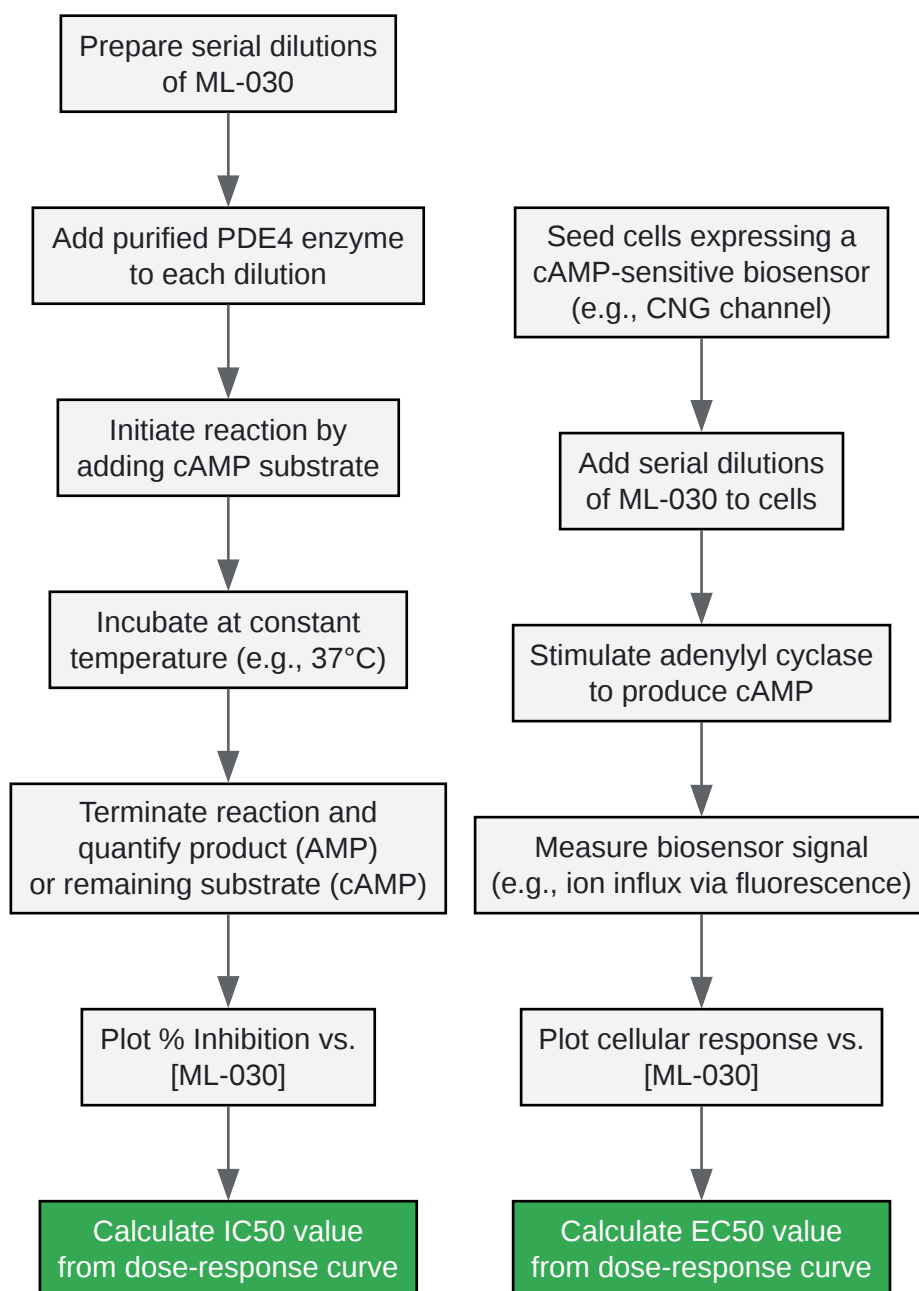 Prepare serial dilutions
of ML-030
Add purified PDE4 enzyme
to each dilution
Initiate reaction by
adding cAMP substrate
Incubate at constant
temperature (e.g., 37°C)
Terminate reaction and
quantify product (AMP)
or remaining substrate (cAMP)
Plot % Inhibition vs.
[ML-030]
Calculate IC50 value
from dose-response curve
Seed cells expressing a
cAMP-sensitive biosensor
(e.g., CNG channel)
Add serial dilutions
of ML-030 to cells
Stimulate adenylyl cyclase
to produce cAMP
Measure biosensor signal
(e.g., ion influx via fluorescence)
Plot cellular response vs.
[ML-030]
Calculate EC50 value
from dose-response curve